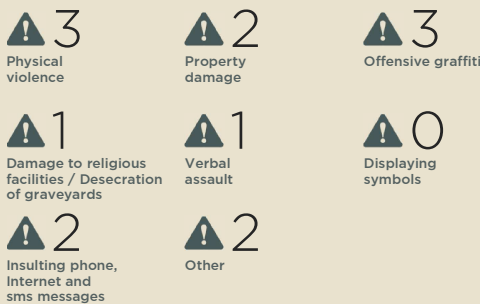 3
Physical
violence
2
Property
damage
3
Offensive graffiti
1
Damage to religious
facilities / Desecration
of graveyards
1
Verbal
assault
0
Displaying
symbols
2
Insulting phone,
Internet and
sms messages
2
Other